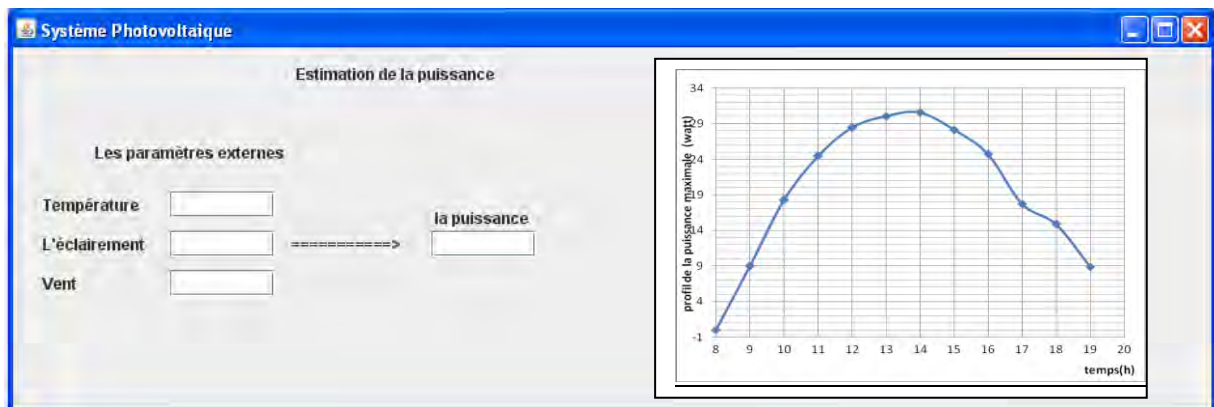 Système Photovoltaique
Estimation de la puissance
Les paramètres externes
Température
L'éclairement
Vent
===========>
la puissance
profil de la puissance maximale (watt)
34
29
24
19
14
9
4
-1
8 9 10 11 12 13 14 15 16 17 18 19 20
temps(h)